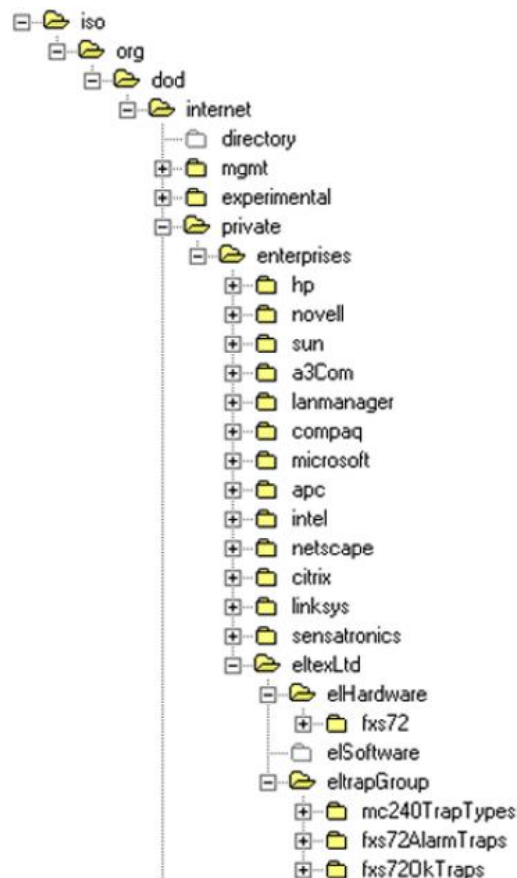 iso
org
dod
internet
directory
mgmt
experimental
private
enterprises
hp
novell
sun
a3Com
lanmanager
compaq
microsoft
apc
intel
netscape
citrix
linksys
sensatronics
eltexLtd
elHardware
fxs72
elSoftware
eltrapGroup
mc240TrapTypes
fxs72AlarmTraps
fxs72OkTraps